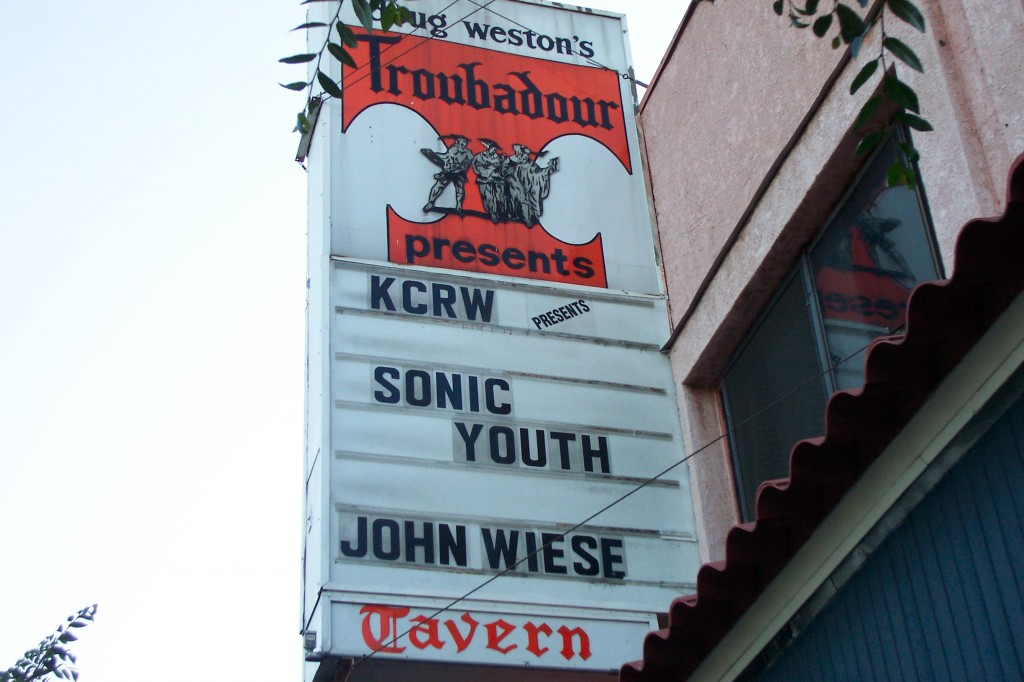 weston's
Troubadour
presents
KCRW PRESENTS
SONIC
YOUTH
JOHN WIESE
Tavern